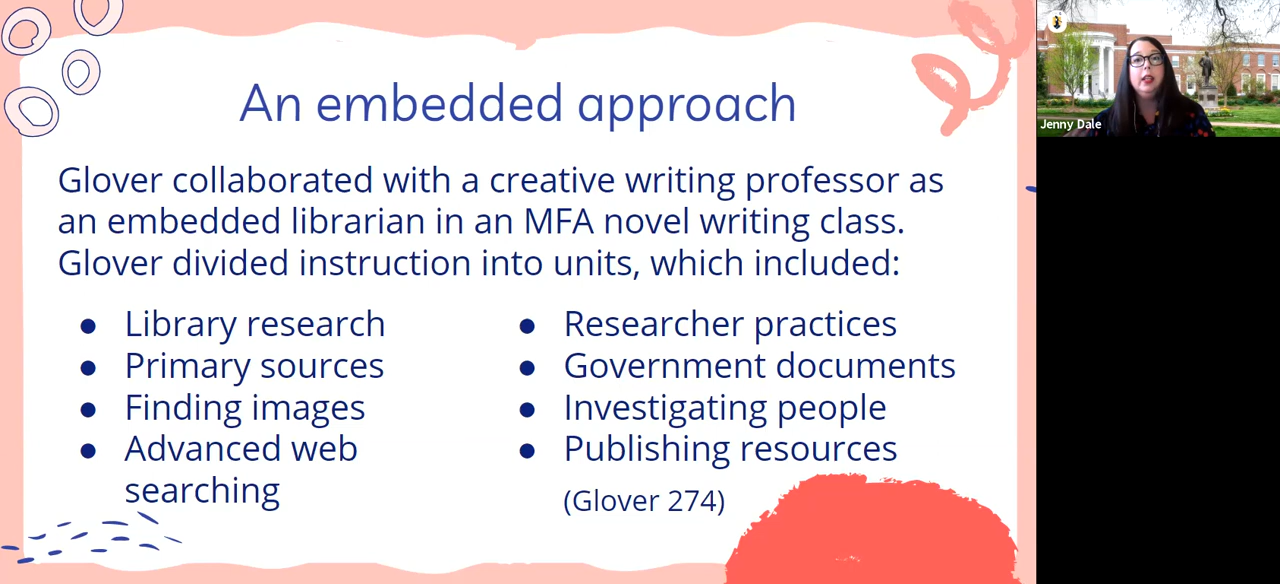 An embedded approach
Glover collaborated with a creative writing professor as
an embedded librarian in an MFA novel writing class.
Glover divided instruction into units, which included:
● Library research
● Primary sources
● Finding images
● Advanced web
searching
● Researcher practices
● Government documents
● Investigating people
● Publishing resources
(Glover 274)
Jenny Dale